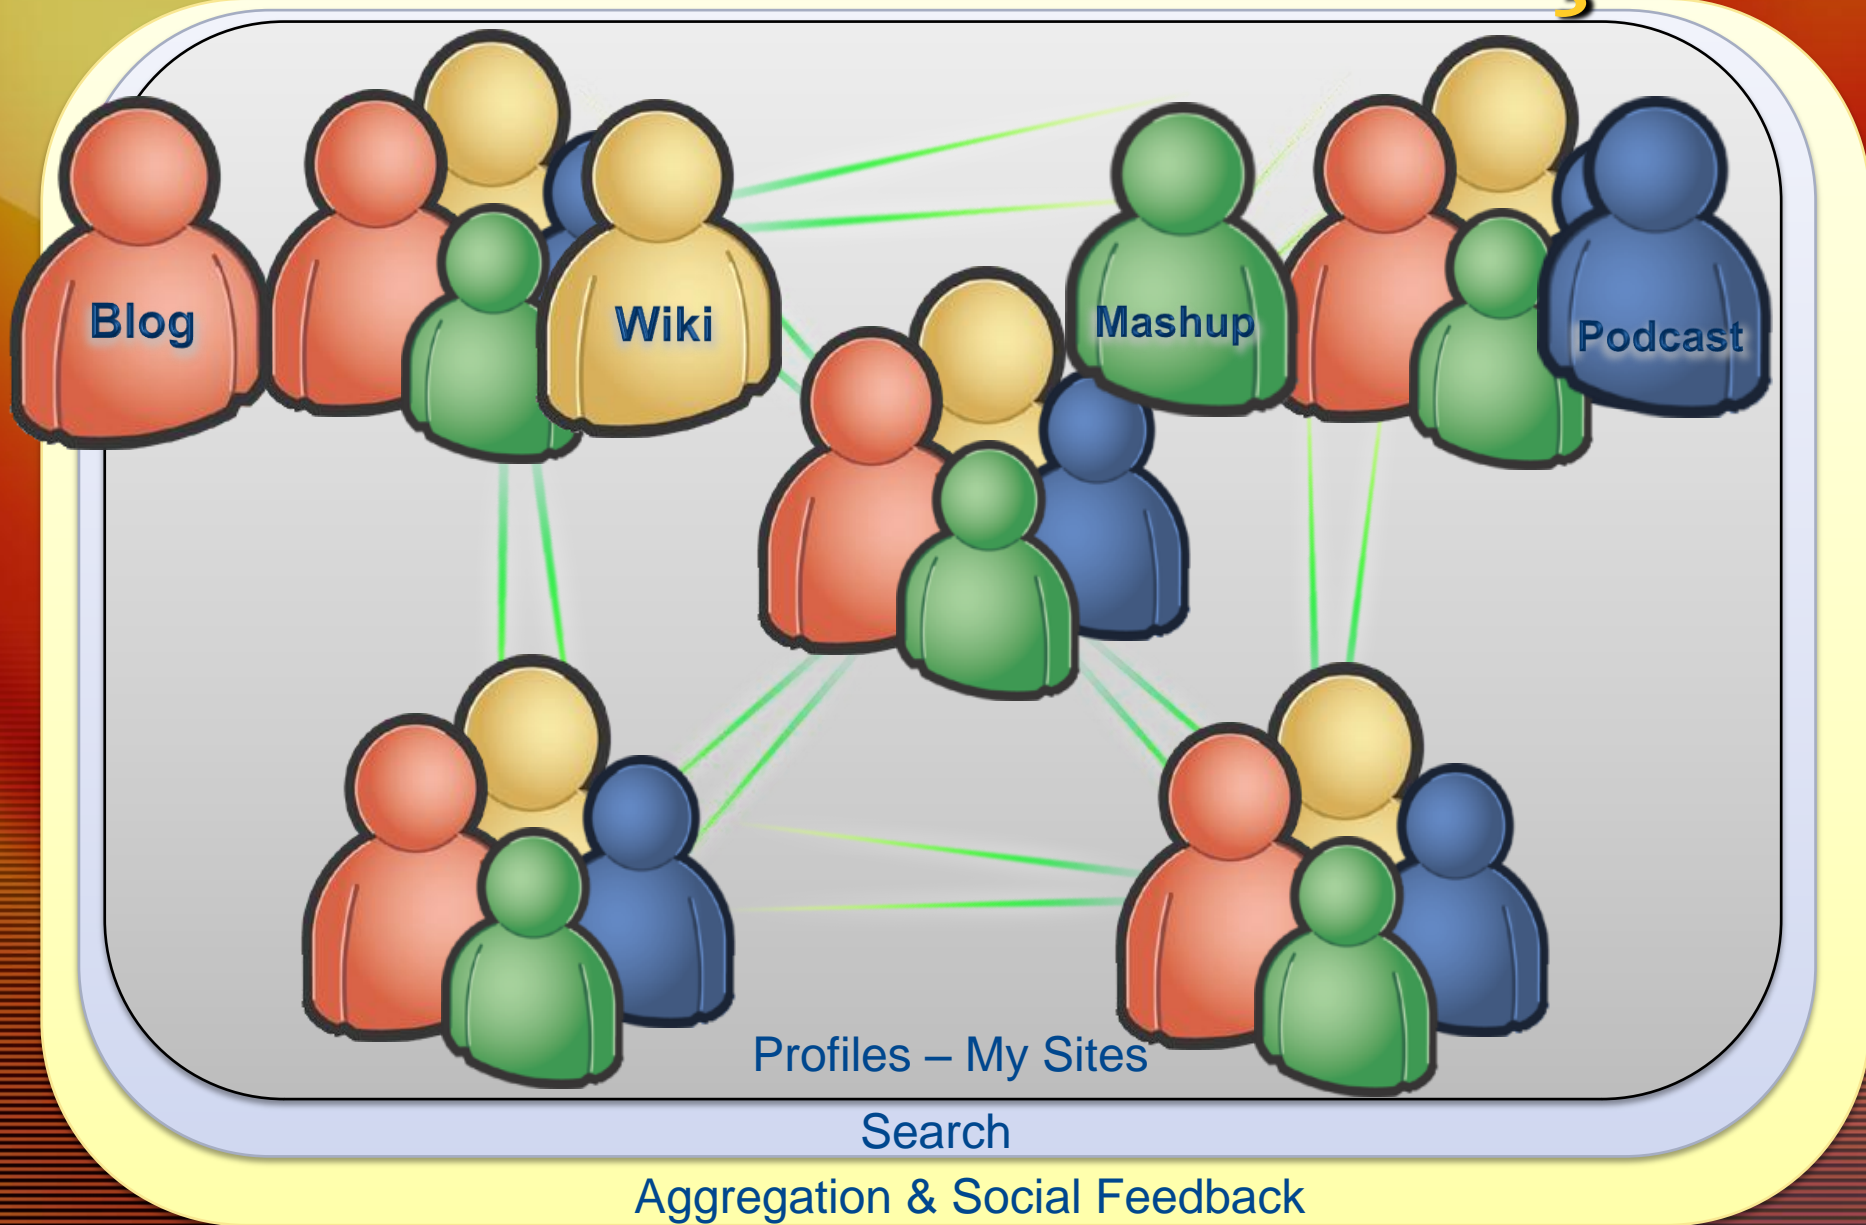 Blog
Wiki
Mashup
Podcast
Profiles – My Sites
Search
Aggregation & Social Feedback